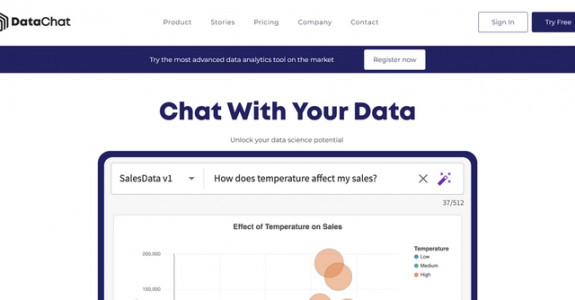 DataChat
Product Stories Pricing Company Contact
Sign In
Try Free
Try the most advanced data analytics tool on the market
Register now
Chat With Your Data
Unlock your data science potential
SalesData v1
How does temperature affect my sales?
37/512
Effect of Temperature on Sales
200,000
150,000
Temperature
Low
Medium
High